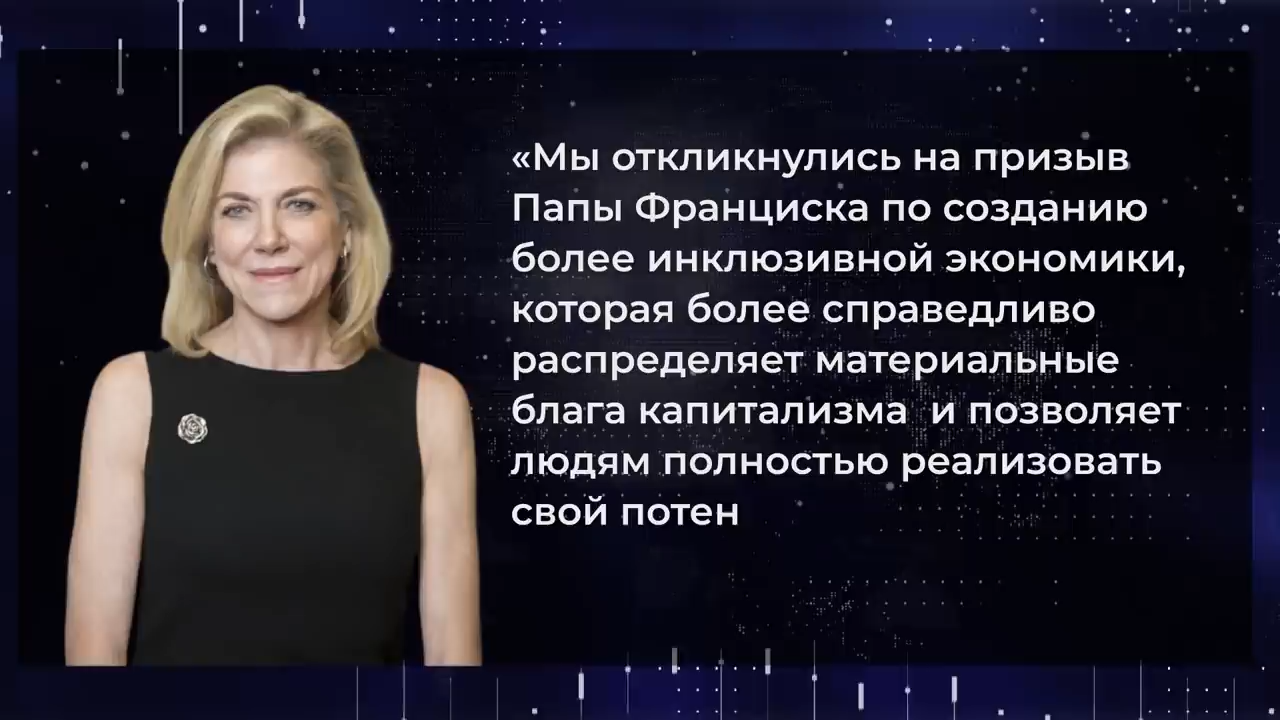 «Мы откликнулись на призыв
Папы Франциска по созданию
более инклюзивной экономики,
которая более справедливо
распределяет материальные
блага капитализма  и позволяет
людям полностью реализовать
свой потен